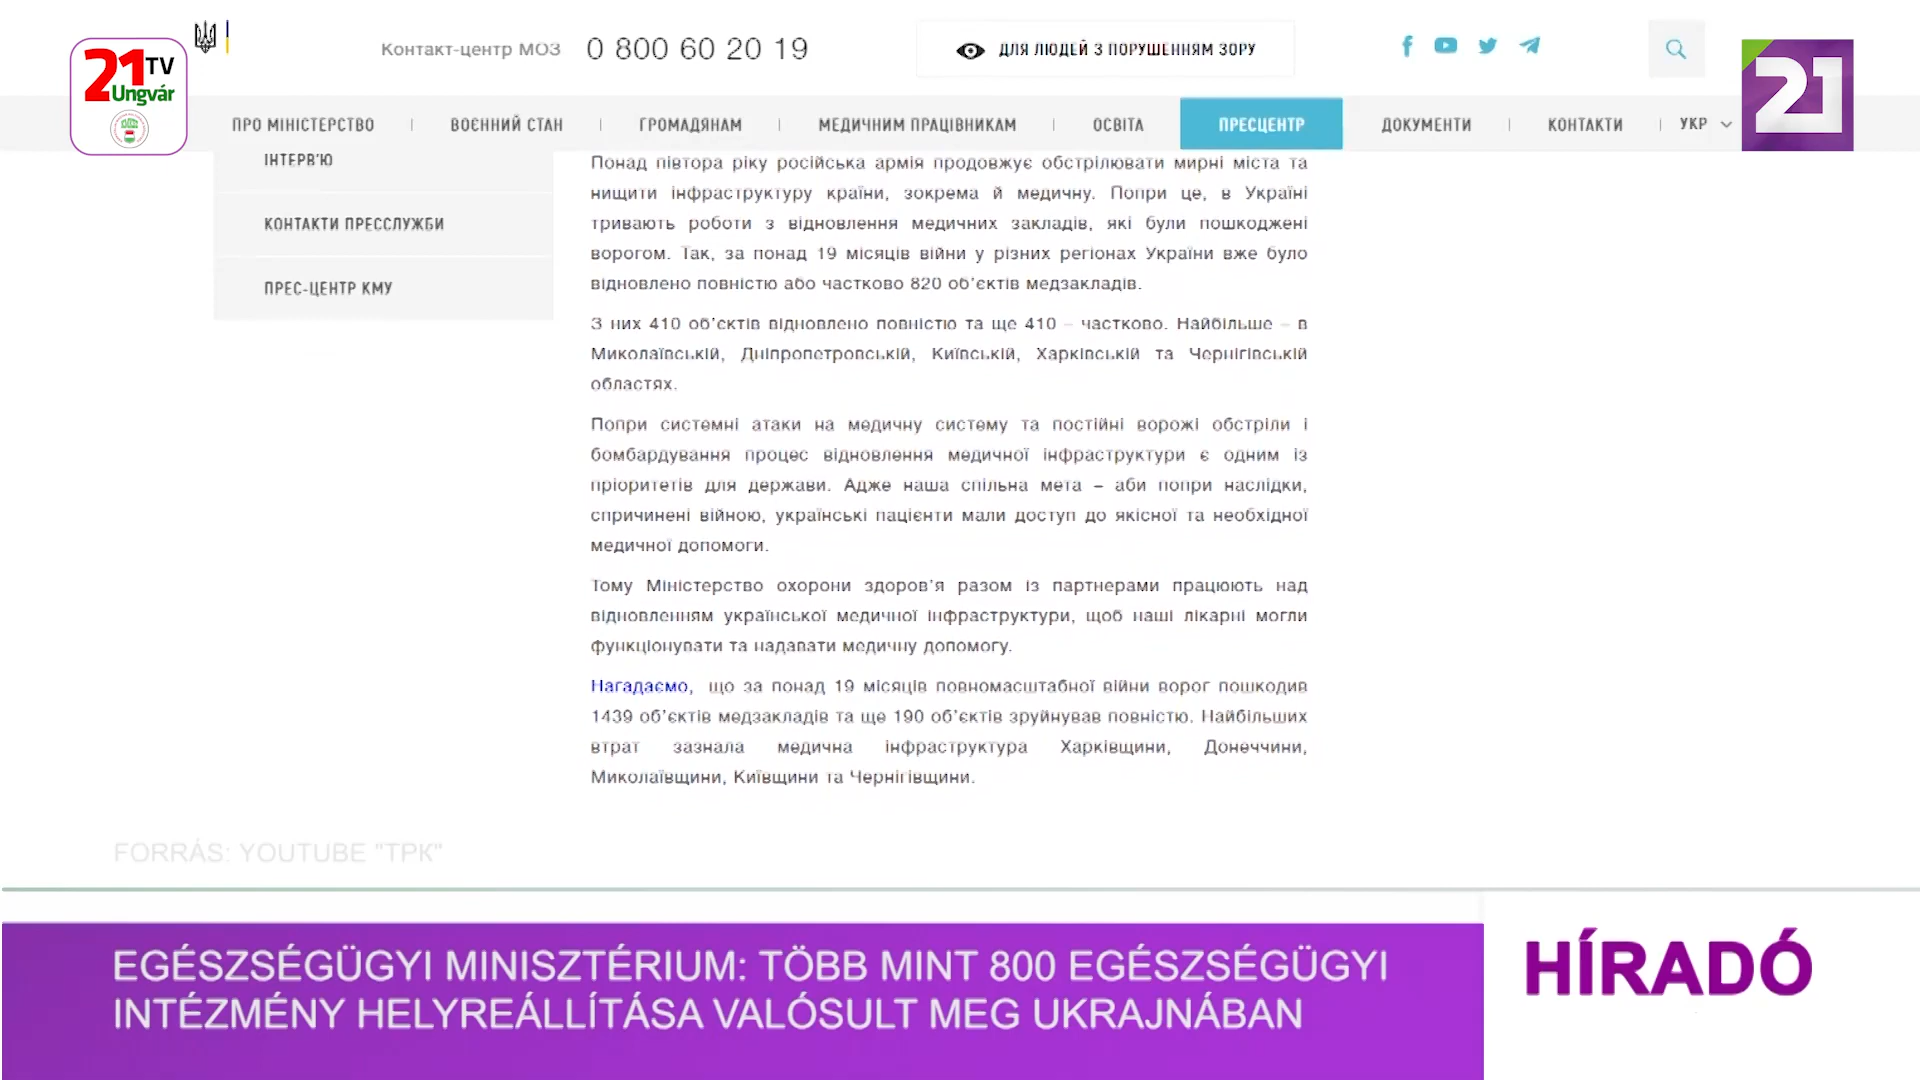 21 TV
Ungvár
Контакт-центр МОЗ 0 800 60 20 19
ДЛЯ ЛЮДЕЙ З ПОРУШЕННЯМ ЗОРУ
21
ПРО МІНІСТЕРСТВО
ВОЄННИЙ СТАН
ГРОМАДЯНАМ
МЕДИЧНИМ ПРАЦІВНИКАМ
ОСВІТА
ПРЕСЦЕНТР
ДОКУМЕНТИ
КОНТАКТИ
УКР
ІНТЕРВ'Ю
КОНТАКТИ ПРЕССЛУЖБИ
ПРЕС-ЦЕНТР КМУ
Понад півтора ріку російська армія продовжує обстрілювати мирні міста та
нищити інфраструктуру країни, зокрема й медичну. Попри це, в Україні
тривають роботи з відновлення медичних закладів, які були пошкоджені
ворогом. Так, за понад 19 місяців війни у різних регіонах України вже було
відновлено повністю або частково 820 об'єктів медзакладів.
З них 410 об'єктів відновлено повністю та ще 410 – частково. Найбільше – в
Миколаївській, Дніпропетровській, Київській, Харківській та Чернігівській
областях.
Попри системні атаки на медичну систему та постійні ворожі обстріли і
бомбардування процес відновлення медичної інфраструктури є одним із
пріоритетів для держави. Адже наша спільна мета – аби попри наслідки,
спричинені війною, українські пацієнти мали доступ до якісної та необхідної
медичної допомоги.
Тому Міністерство охорони здоров'я разом із партнерами працюють над
відновленням української медичної інфраструктури, щоб наші лікарні могли
функціонувати та надавати медичну допомогу.
Нагадаємо, що за понад 19 місяців повномасштабної війни ворог пошкодив
1439 об'єктів медзакладів та ще 190 об'єктів зруйнував повністю. Найбільших
втрат зазнала медична інфраструктура Харківщини, Донеччини,
Миколаївщини, Київщини та Чернігівщини.
FORRÁS: YOUTUBE "ТРК"
EGÉSZSÉGÜGYI MINISZTÉRIUM: TÖBB MINT 800 EGÉSZSÉGÜGYI
INTÉZMÉNY HELYREÁLLÍTÁSA VALÓSULT MEG UKRAJNÁBAN
HÍRADÓ